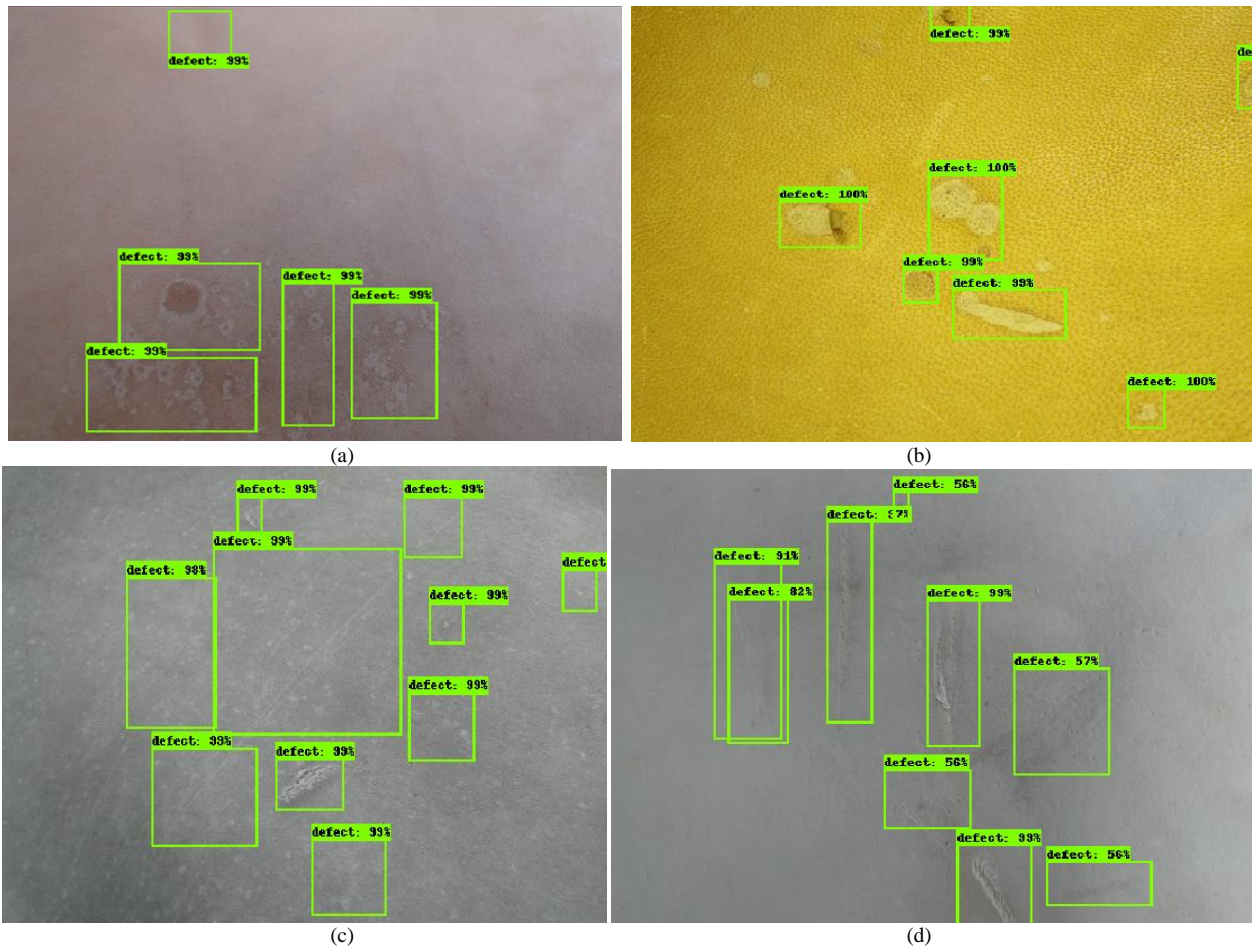 defect: 99%
defect: 99%
defect: 99%
defect: 99%
defect: 99%
(a)
defect: 99%
de
defect: 100%
defect: 100%
defect: 99%
defect: 99%
defect: 100%
(b)
defect: 99%
defect: 99%
defect: 99%
defect
defect: 98%
defect: 99%
defect: 99%
defect: 99%
defect: 99%
defect: 99%
(c)
defect: 56%
defect: 87%
defect: 91%
defect: 82%
defect: 99%
defect: 57%
defect: 56%
defect: 99%
defect: 56%
(d)